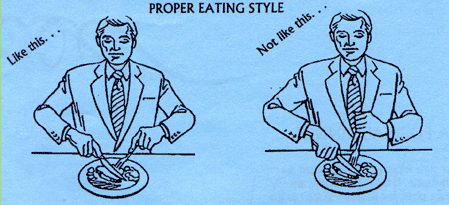 PROPER EATING STYLE
Like this. . .
Not like this. . .